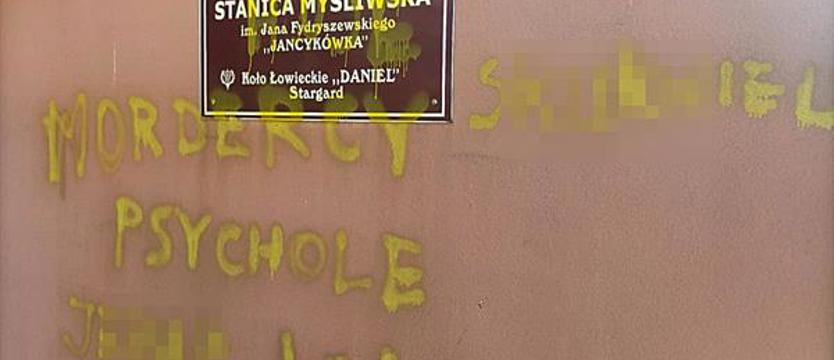 STANICA MYŚLIWSKA
im. Jana Fydryszewskiego
„JANCYKÓWKA”
Koło Łowieckie „DANIEL”
Stargard
MORDERCY
PSYCHOLE